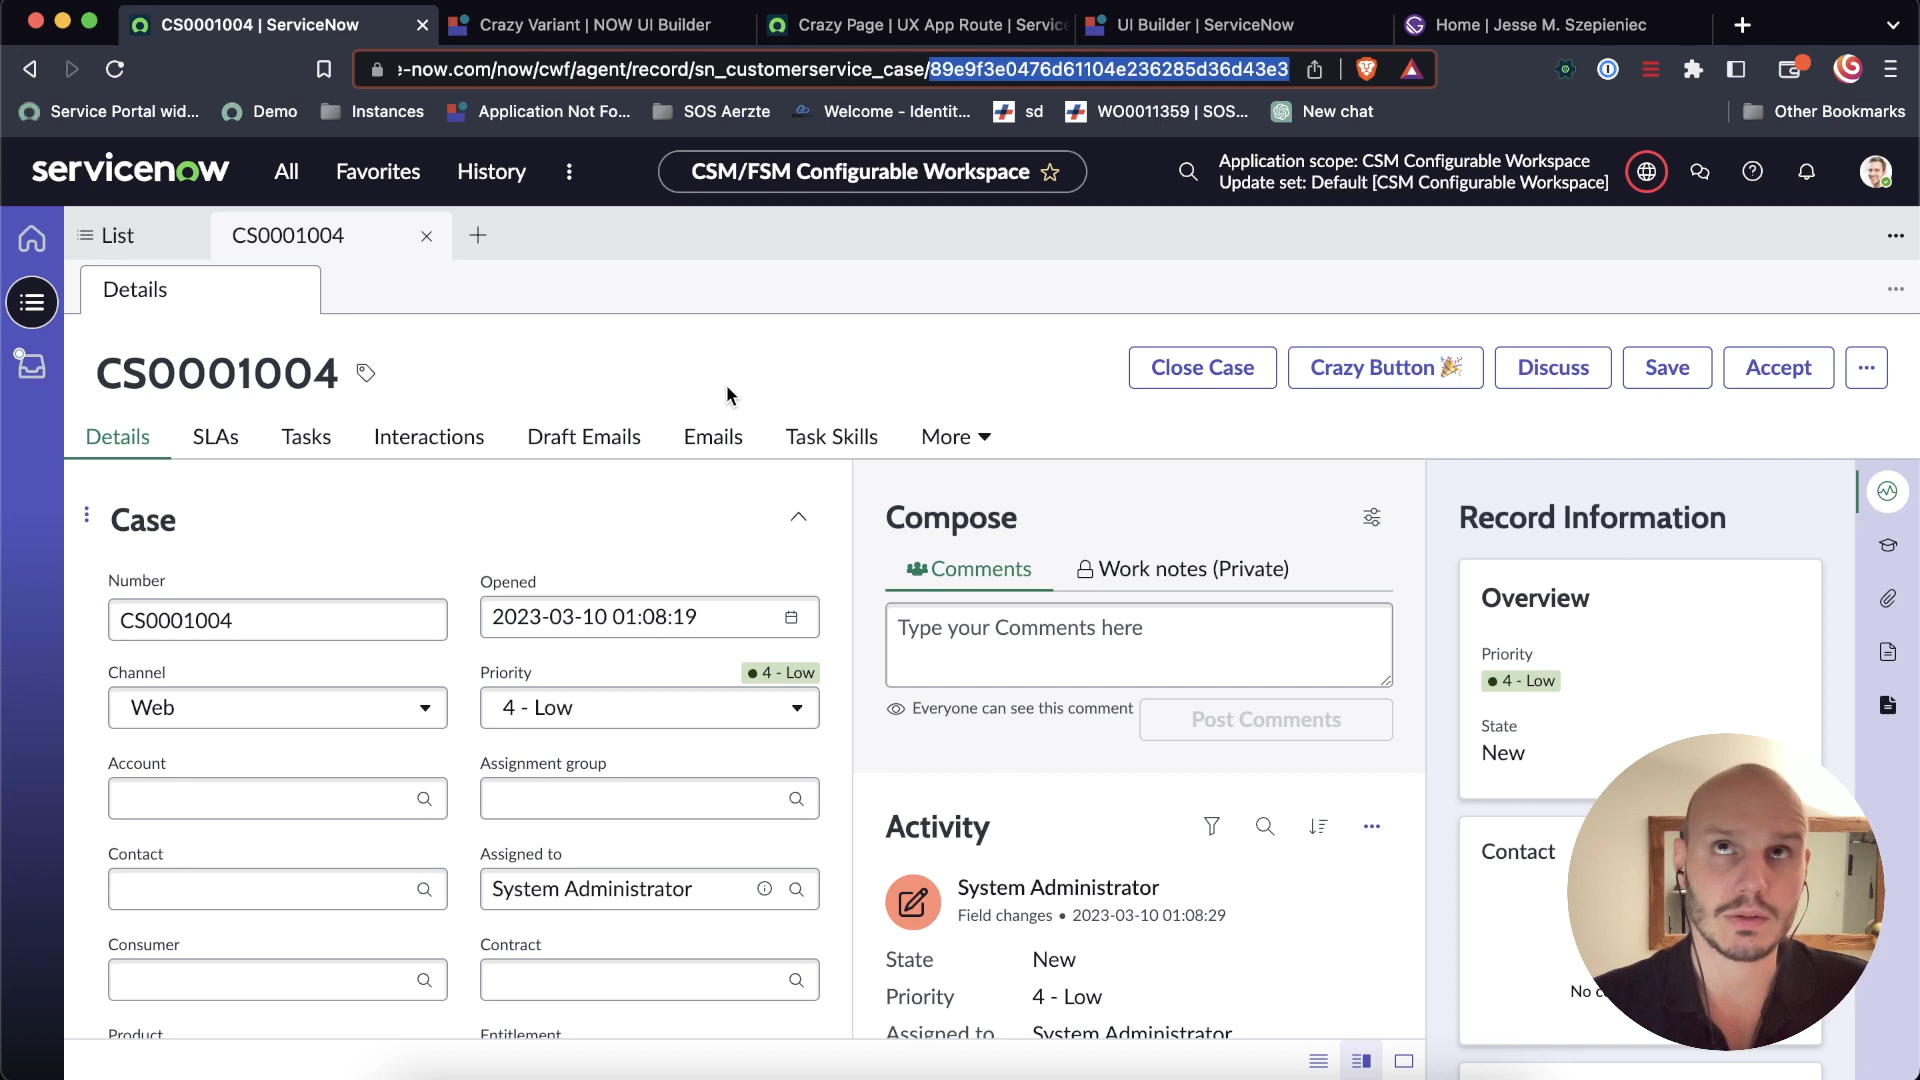 CS0001004 | ServiceNow
Crazy Variant | NOW UI Builder
Crazy Page | UX App Route | Servic
UI Builder | ServiceNow
Home | Jesse M. Szepieniec
e-now.com/now/cwf/agent/record/sn_customerservice_case/89e9f3e0476d61104e236285d36d43e3
Service Portal wid...
Demo
Instances
Application Not Fo...
SOS Aerzte
Welcome - Identit...
sd
WO0011359 | SOS...
New chat
Other Bookmarks
servicenow
All
Favorites
History
CSM/FSM Configurable Workspace
Application scope: CSM Configurable Workspace
Update set: Default [CSM Configurable Workspace]
List
CS0001004
Details
CS0001004
Close Case
Crazy Button 🎉
Discuss
Save
Accept
Details
SLAs
Tasks
Interactions
Draft Emails
Emails
Task Skills
More
Case
Number
CS0001004
Opened
2023-03-10 01:08:19
Channel
Web
Priority
4 - Low
4 - Low
Account
Assignment group
Contact
Assigned to
System Administrator
Consumer
Contract
Product
Entitlement
Compose
Comments
Work notes (Private)
Type your Comments here
Everyone can see this comment
Post Comments
Activity
System Administrator
Field changes • 2023-03-10 01:08:29
State New
Priority 4 - Low
Assigned to System Administrator
Record Information
Overview
Priority
4 - Low
State
New
Contact
No